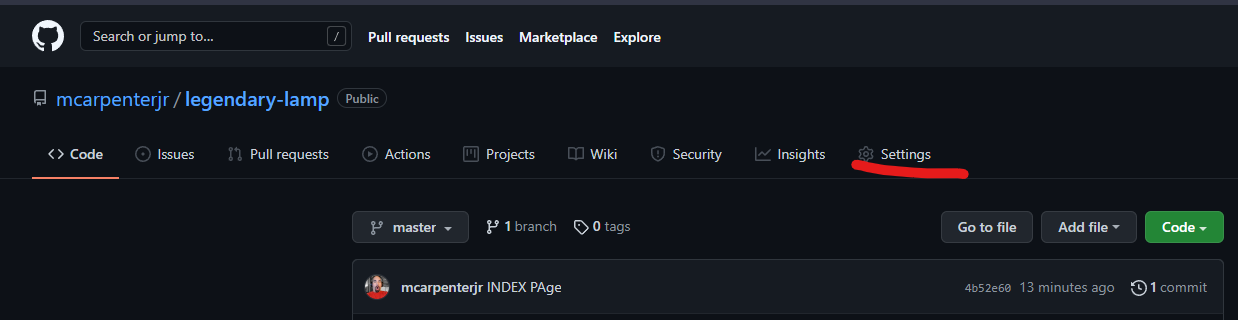 Search or jump to... / Pull requests Issues Marketplace Explore
mcarpenterjr / legendary-lamp Public
Code Issues Pull requests Actions Projects Wiki Security Insights Settings
master 1 branch 0 tags Go to file Add file Code
mcarpenterjr INDEX PAge 4b52e60 13 minutes ago 1 commit